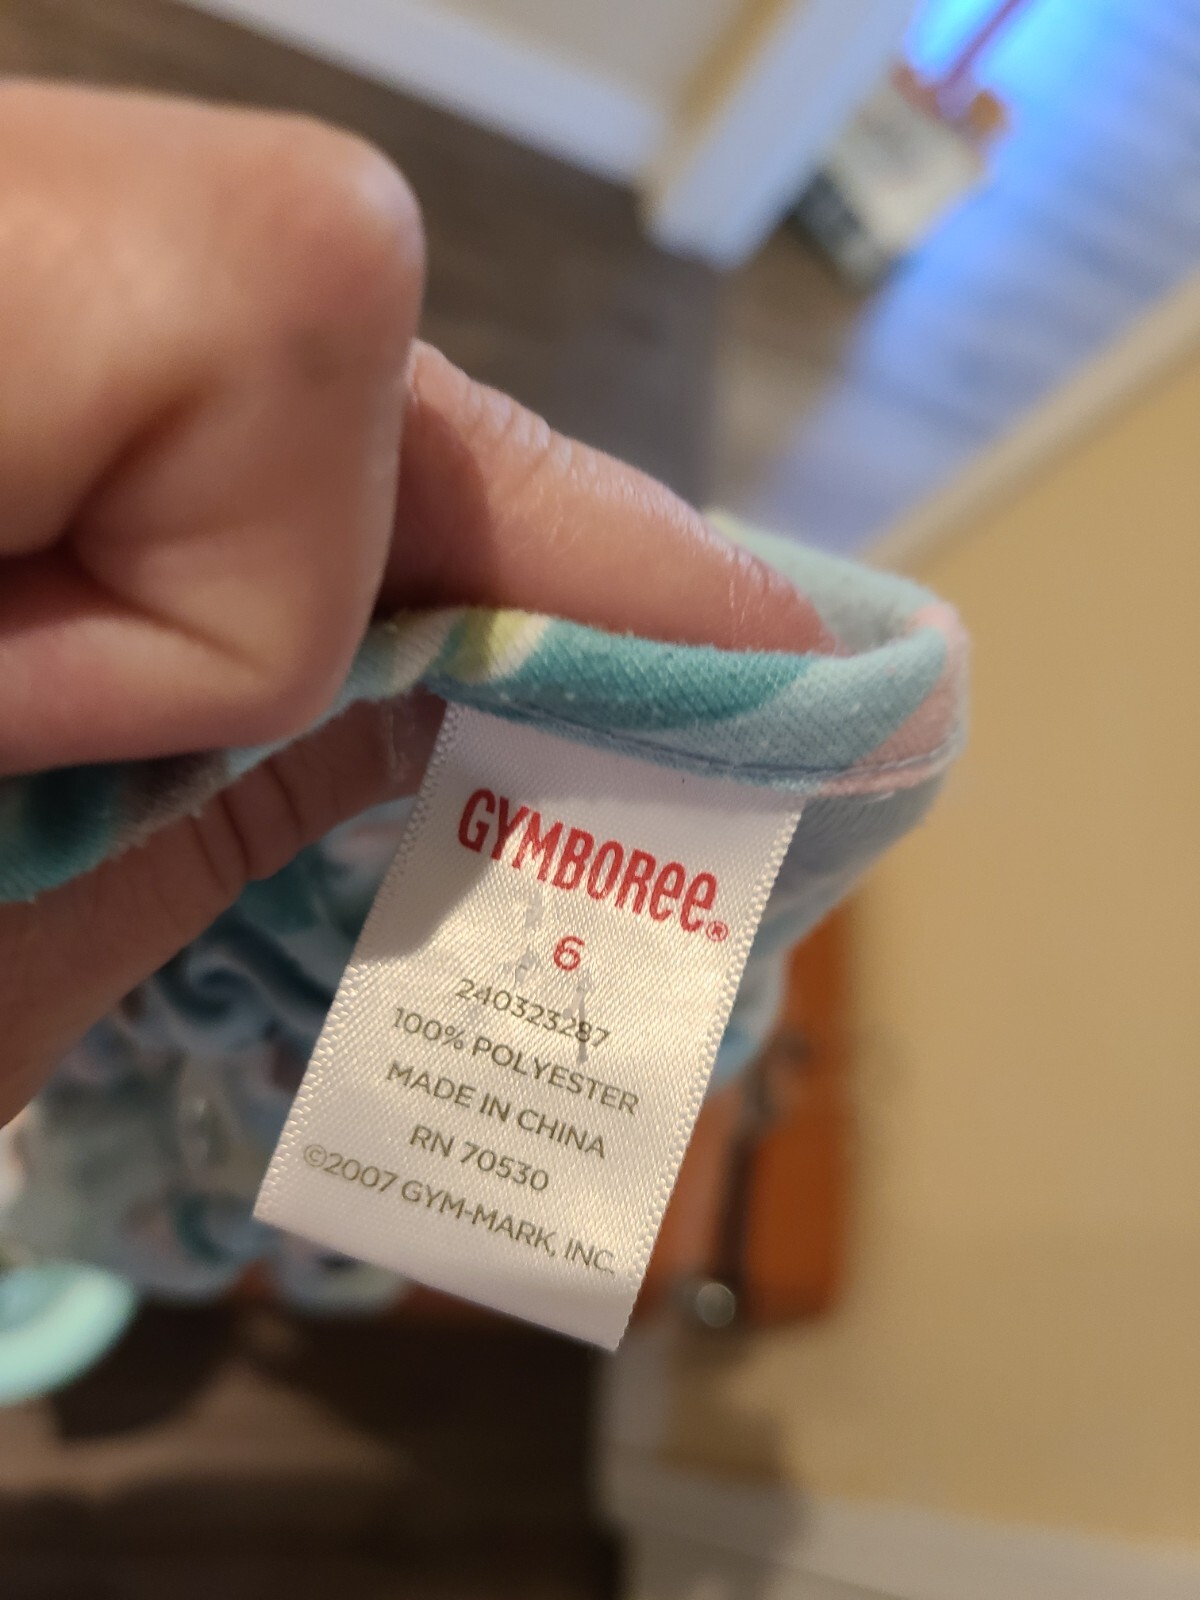 GYMBOREE®
6
240323287
100% POLYESTER
MADE IN CHINA
RN 70530
©2007 GYM-MARK, INC.